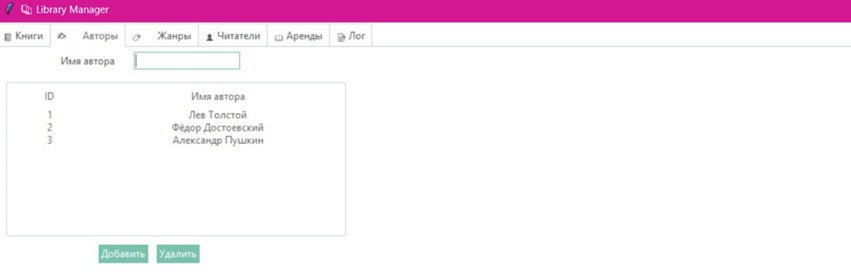 Library Manager
Книги Авторы Жанры Читатели Аренды Лог
Имя автора
ID Имя автора
1 Лев Толстой
2 Фёдор Достоевский
3 Александр Пушкин
Добавить Удалить